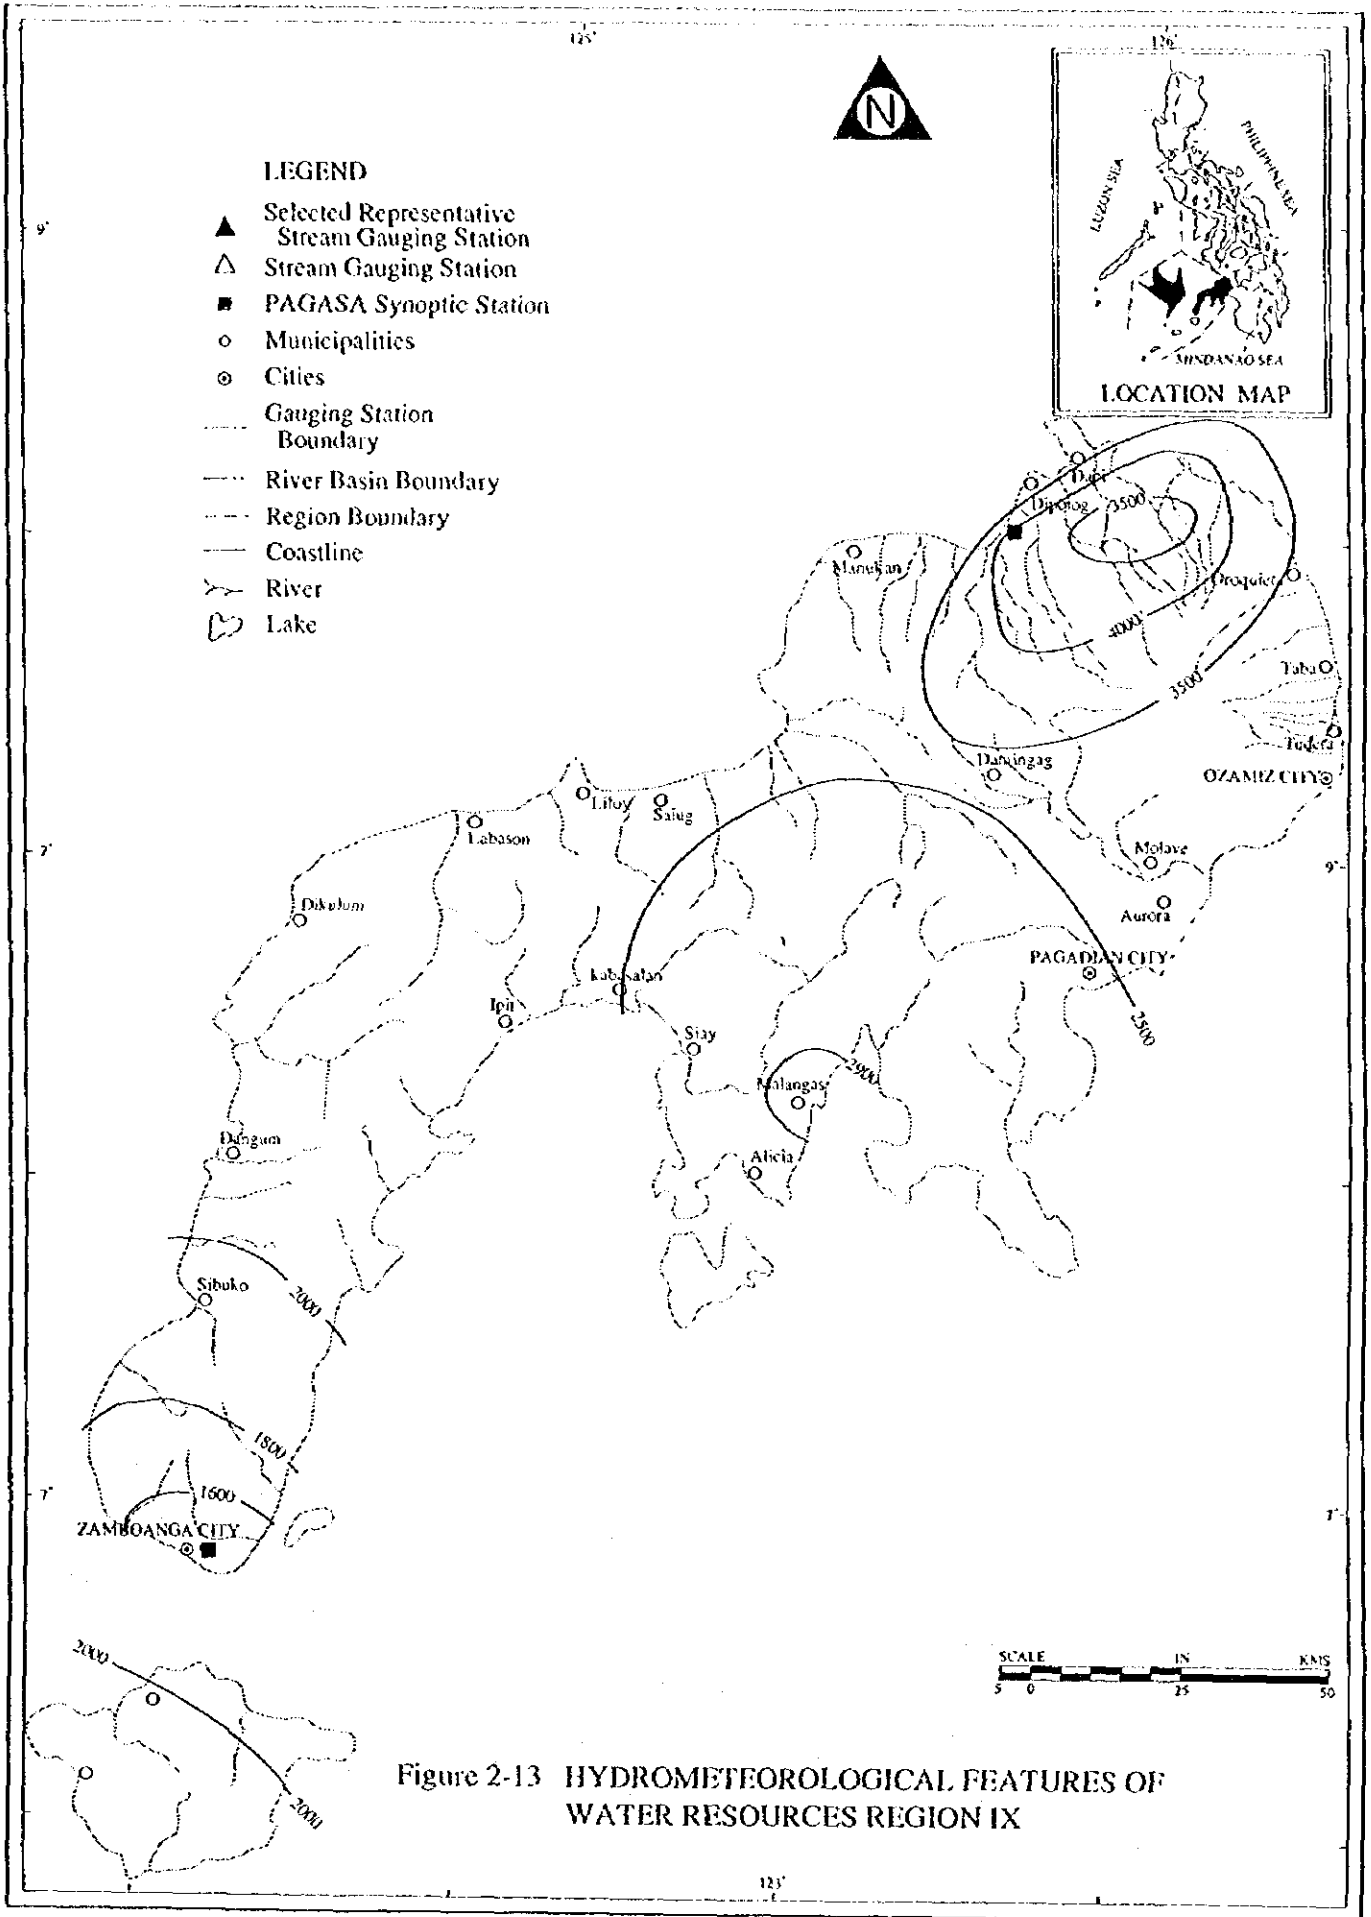 125°
126°
N
LEGEND
Selected Representative
Stream Gauging Station
Stream Gauging Station
PAGASA Synoptic Station
Municipalities
Cities
Gauging Station
Boundary
River Basin Boundary
Region Boundary
Coastline
River
Lake
LUZON SEA
PHILIPPINE SEA
MINDANAO SEA
LOCATION MAP
9°
Dipolog
3500
Manukan
Oroquieta
4000
Taba
3500
Tudela
Damingag
OZAMIZ CITY
Liloy
Salug
Labason
7°
Molave
9°
Dikulum
Aurora
PAGADIAN CITY
kabasalan
Ipil
2500
Siay
2900
Malangas
Dangum
Alicia
Sibuko
2000
1800
7°
1600
7°
ZAMBOANGA CITY
2000
SCALE IN KMS
5 0 25 50
2000
Figure 2-13 HYDROMETEOROLOGICAL FEATURES OF
WATER RESOURCES REGION IX
123°